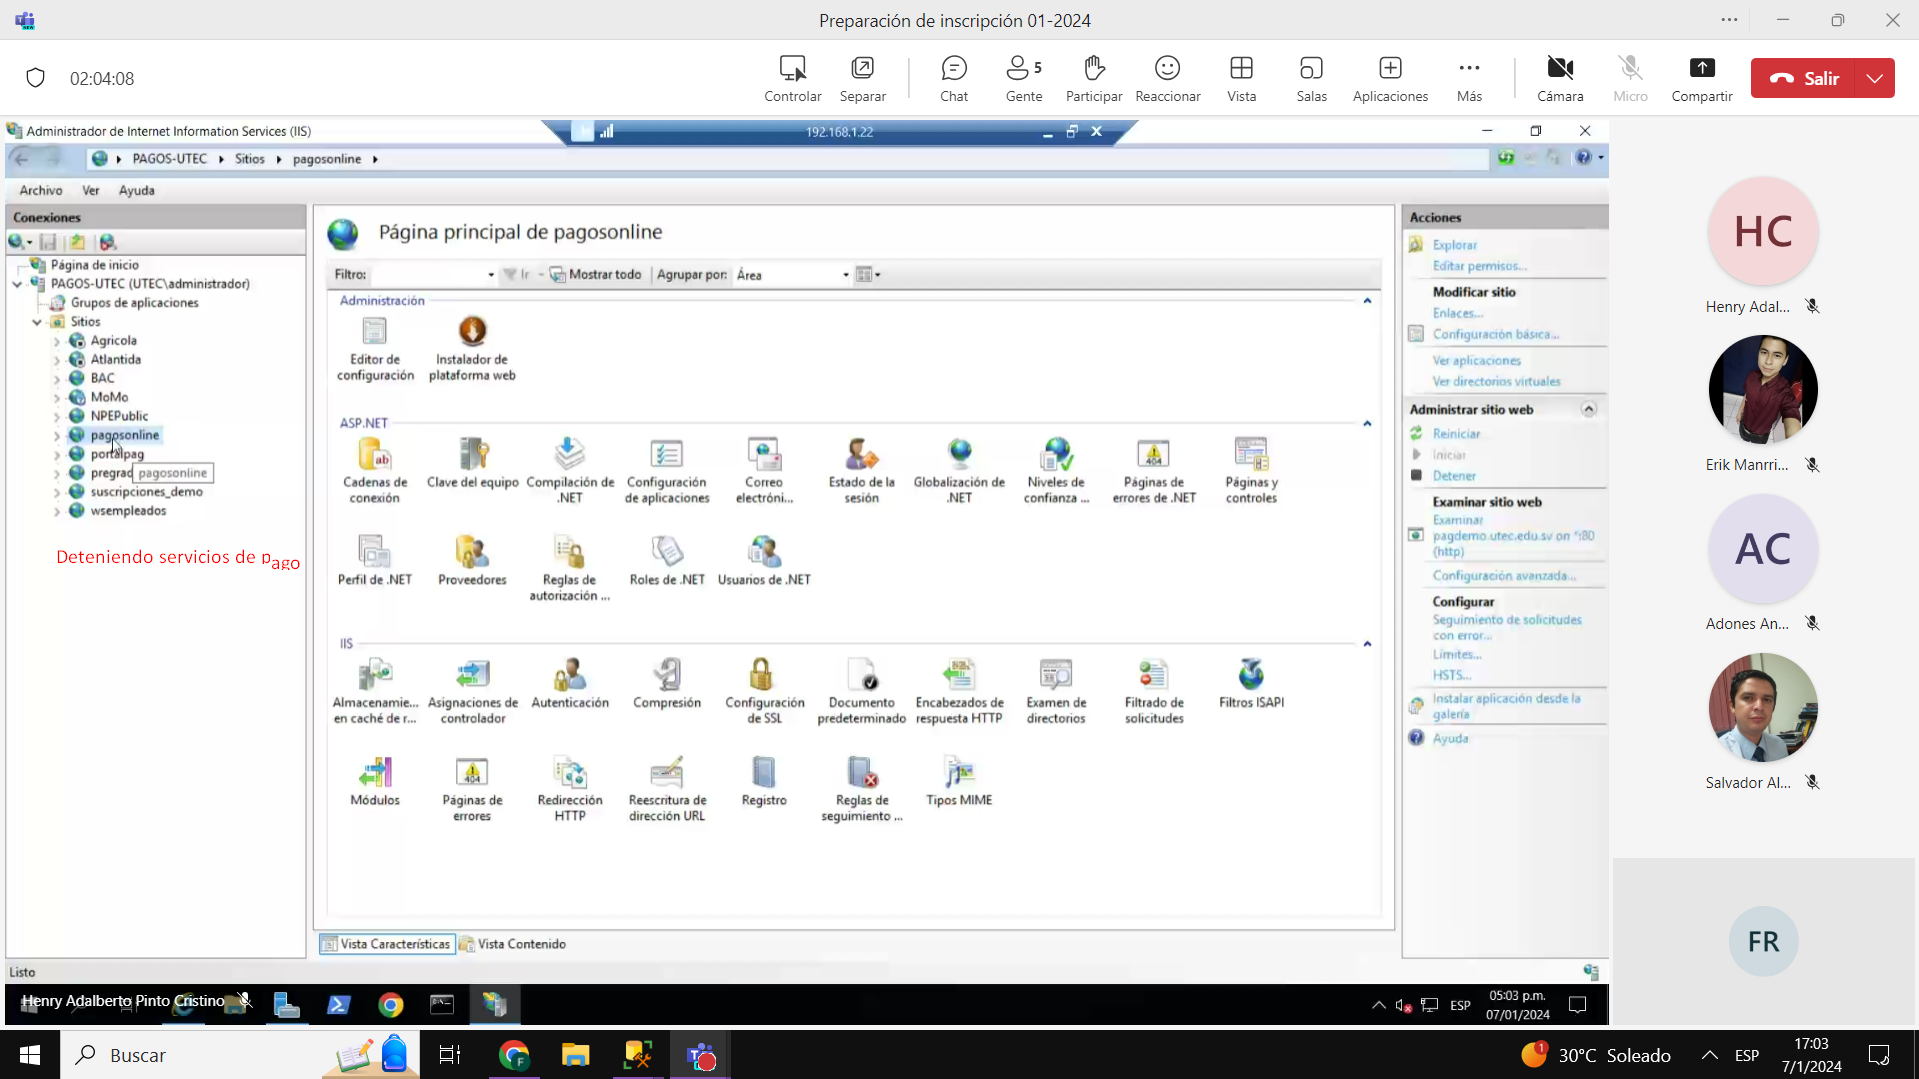 Preparación de inscripción 01-2024
02:04:08
Controlar
Separar
Chat
Gente
5
Participar
Reaccionar
Vista
Salas
Aplicaciones
Más
Cámara
Micro
Compartir
Salir
Administrador de Internet Information Services (IIS)
192.168.1.22
PAGOS-UTEC
Sitios
pagosonline
Archivo
Ver
Ayuda
Conexiones
Página de inicio
PAGOS-UTEC (UTEC\administrador)
Grupos de aplicaciones
Sitios
Agricola
Atlantida
BAC
MoMo
NPEPublic
pagosonline
pregrad
pagosonline
suscripciones_demo
wsempleados
Deteniendo servicios de pago
Página principal de pagosonline
Filtro:
Ir
Mostrar todo
Agrupar por:
Área
Administración
Editor de
configuración
Instalador de
plataforma web
ASP.NET
Cadenas de
conexión
Clave del equipo
Compilación de
.NET
Configuración
de aplicaciones
Correo
electróni...
Estado de la
sesión
Globalización de
.NET
Niveles de
confianza ...
Páginas de
errores de .NET
Páginas y
controles
Perfil de .NET
Proveedores
Reglas de
autorización ...
Roles de .NET
Usuarios de .NET
IIS
Almacenamie...
en caché de r...
Asignaciones de
controlador
Autenticación
Compresión
Configuración
de SSL
Documento
predeterminado
Encabezados de
respuesta HTTP
Examen de
directorios
Filtrado de
solicitudes
Filtros ISAPI
Módulos
Páginas de
errores
Redirección
HTTP
Reescritura de
dirección URL
Registro
Reglas de
seguimiento ...
Tipos MIME
Vista Características
Vista Contenido
Listo
Acciones
Explorar
Editar permisos...
Modificar sitio
Enlaces...
Configuración básica...
Ver aplicaciones
Ver directorios virtuales
Administrar sitio web
Reiniciar
Iniciar
Detener
Examinar sitio web
Examinar
pagdemo.utec.edu.sv on *:80
(http)
Configuración avanzada...
Configurar
Seguimiento de solicitudes
con error...
Límites...
HSTS...
Instalar aplicación desde la
galería
Ayuda
HC
Henry Adal...
Erik Manrri...
AC
Adones An...
Salvador Al...
FR
Henry Adalberto Pinto Cristino
ESP
05:03 p.m.
07/01/2024
Buscar
1
30°C Soleado
ESP
17:03
7/1/2024